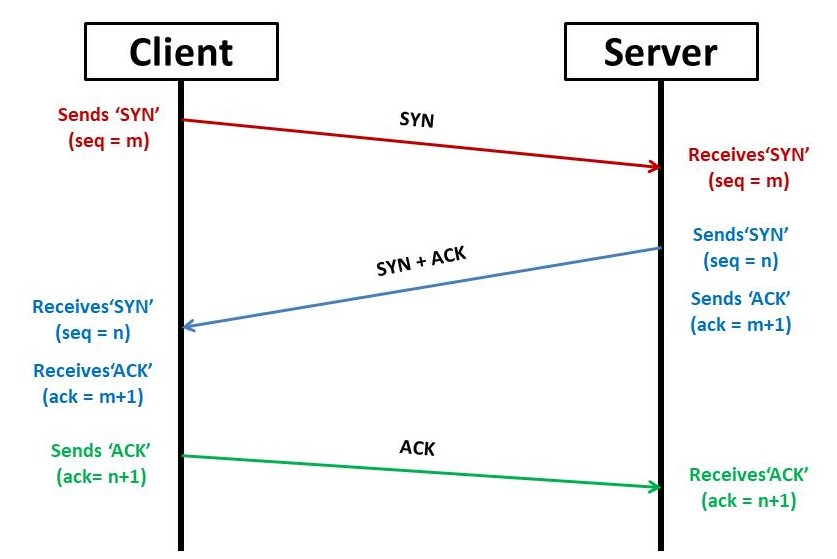 Client
Server
Sends ‘SYN’
(seq = m)
SYN
Receives‘SYN’
(seq = m)
Sends‘SYN’
(seq = n)
Sends ‘ACK’
(ack = m+1)
SYN + ACK
Receives‘SYN’
(seq = n)
Receives‘ACK’
(ack = m+1)
Sends ‘ACK’
(ack= n+1)
ACK
Receives‘ACK’
(ack = n+1)